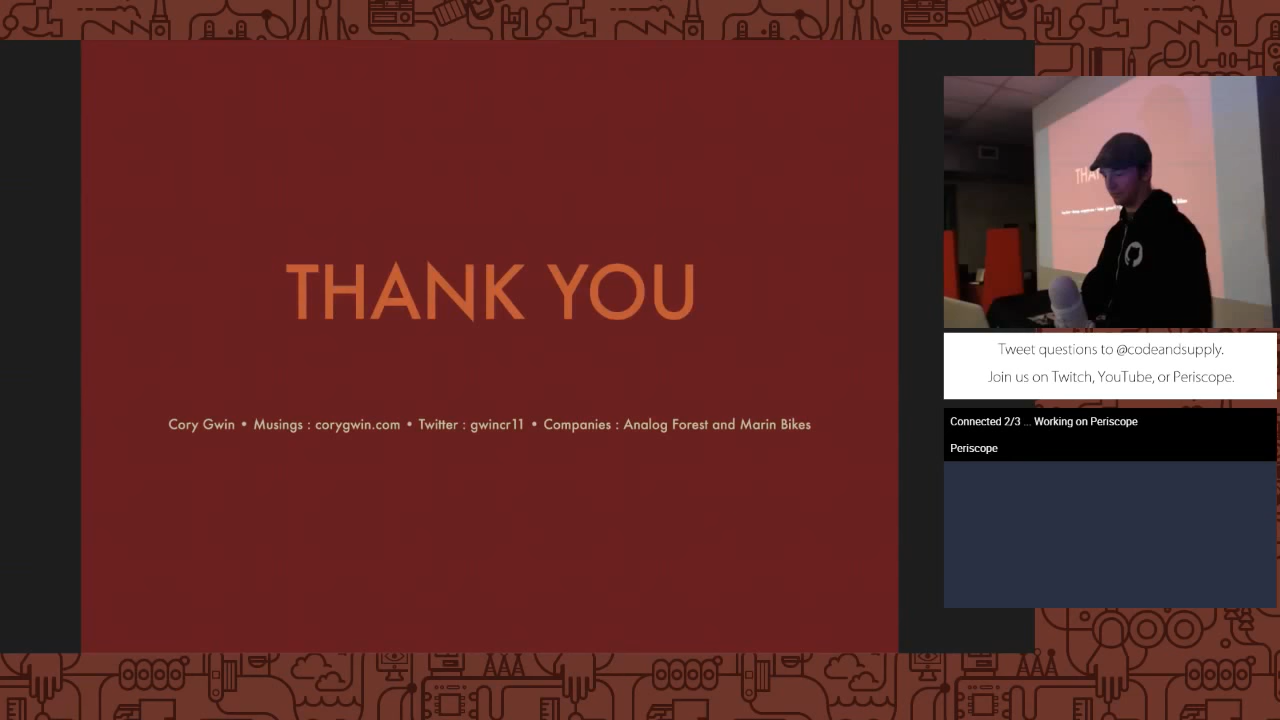 THANK YOU
Cory Gwin • Musings : corygwin.com • Twitter : gwincr11 • Companies : Analog Forest and Marin Bikes
Tweet questions to @codeandsupply.
Join us on Twitch, YouTube, or Periscope.
Connected 2/3 ... Working on Periscope
Periscope